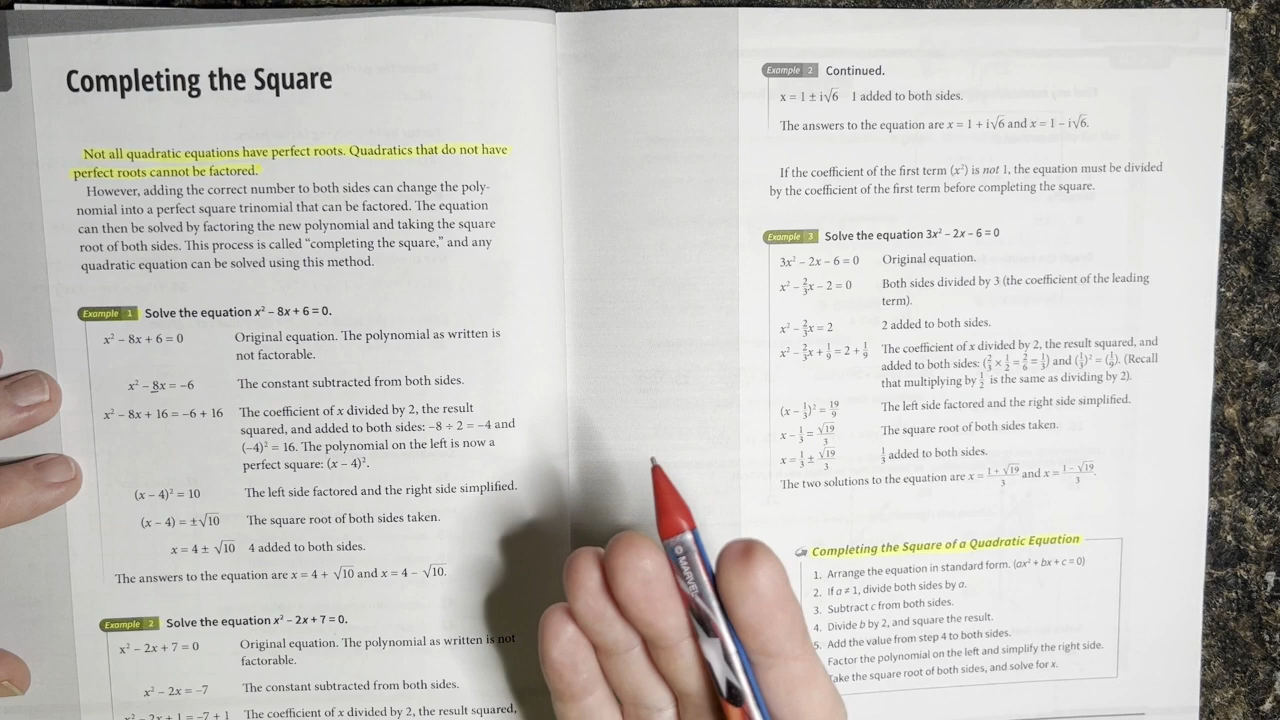 Completing the Square
Not all quadratic equations have perfect roots. Quadratics that do not have
perfect roots cannot be factored.
However, adding the correct number to both sides can change the poly-
nomial into a perfect square trinomial that can be factored. The equation
can then be solved by factoring the new polynomial and taking the square
root of both sides. This process is called “completing the square,” and any
quadratic equation can be solved using this method.
Example 1 Solve the equation x² − 8x + 6 = 0.
x² − 8x + 6 = 0 Original equation. The polynomial as written is
not factorable.
x² − 8x = −6 The constant subtracted from both sides.
x² − 8x + 16 = −6 + 16 The coefficient of x divided by 2, the result
squared, and added to both sides: −8 ÷ 2 = −4 and
(−4)² = 16. The polynomial on the left is now a
perfect square: (x − 4)².
(x − 4)² = 10 The left side factored and the right side simplified.
(x − 4) = ±√10 The square root of both sides taken.
x = 4 ± √10 4 added to both sides.
The answers to the equation are x = 4 + √10 and x = 4 − √10.
Example 2 Solve the equation x² − 2x + 7 = 0.
x² − 2x + 7 = 0 Original equation. The polynomial as written is not
factorable.
x² − 2x = −7 The constant subtracted from both sides.
x² − 2x + 1 = −7 + 1 The coefficient of x divided by 2, the result squared,
Example 2 Continued.
x = 1 ± i√6 1 added to both sides.
The answers to the equation are x = 1 + i√6 and x = 1 − i√6.
If the coefficient of the first term (x²) is not 1, the equation must be divided
by the coefficient of the first term before completing the square.
Example 3 Solve the equation 3x² − 2x − 6 = 0
3x² − 2x − 6 = 0 Original equation.
x² − 2/3x − 2 = 0 Both sides divided by 3 (the coefficient of the leading
term).
x² − 2/3x = 2 2 added to both sides.
x² − 2/3x + 1/9 = 2 + 1/9 The coefficient of x divided by 2, the result squared, and
added to both sides: (2/3 × 1/2 = 2/6 = 1/3) and (1/3)² = (1/9). (Recall
that multiplying by 1/2 is the same as dividing by 2).
(x − 1/3)² = 19/9 The left side factored and the right side simplified.
x − 1/3 = √19/3 The square root of both sides taken.
x = 1/3 ± √19/3 1/3 added to both sides.
The two solutions to the equation are x = 1 + √19/3 and x = 1 − √19/3.
Completing the Square of a Quadratic Equation
1. Arrange the equation in standard form. (ax² + bx + c = 0)
2. If a ≠ 1, divide both sides by a.
3. Subtract c from both sides.
4. Divide b by 2, and square the result.
5. Add the value from step 4 to both sides.
Factor the polynomial on the left and simplify the right side.
Take the square root of both sides, and solve for x.
© MARVEL